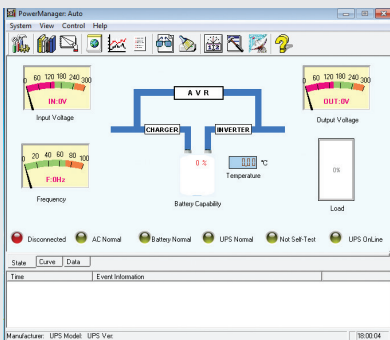 PowerManager: Auto
System View Control Help
60 120 180 240 300
IN:0V
Input Voltage
A V R
60 120 180 240 300
OUT:0V
Output Voltage
CHARGER
INVERTER
20 40 60 80 100
F:0Hz
Frequency
0 %
°C
Temperature
Battery Capability
0%
Load
Disconnected AC Normal Battery Normal UPS Normal Not Self-Test UPS OnLine
State Curve Data
Time Event Information
Manufacturer: UPS Model: UPS Ver: 18:00:04